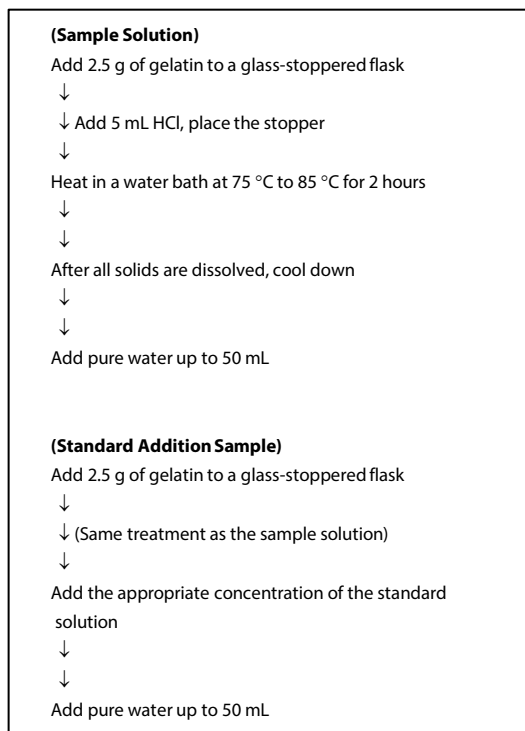 (Sample Solution)
Add 2.5 g of gelatin to a glass-stoppered flask
↓
↓ Add 5 mL HCl, place the stopper
↓
Heat in a water bath at 75 °C to 85 °C for 2 hours
↓
↓
After all solids are dissolved, cool down
↓
↓
Add pure water up to 50 mL
(Standard Addition Sample)
Add 2.5 g of gelatin to a glass-stoppered flask
↓
↓ (Same treatment as the sample solution)
↓
Add the appropriate concentration of the standard
solution
↓
↓
Add pure water up to 50 mL